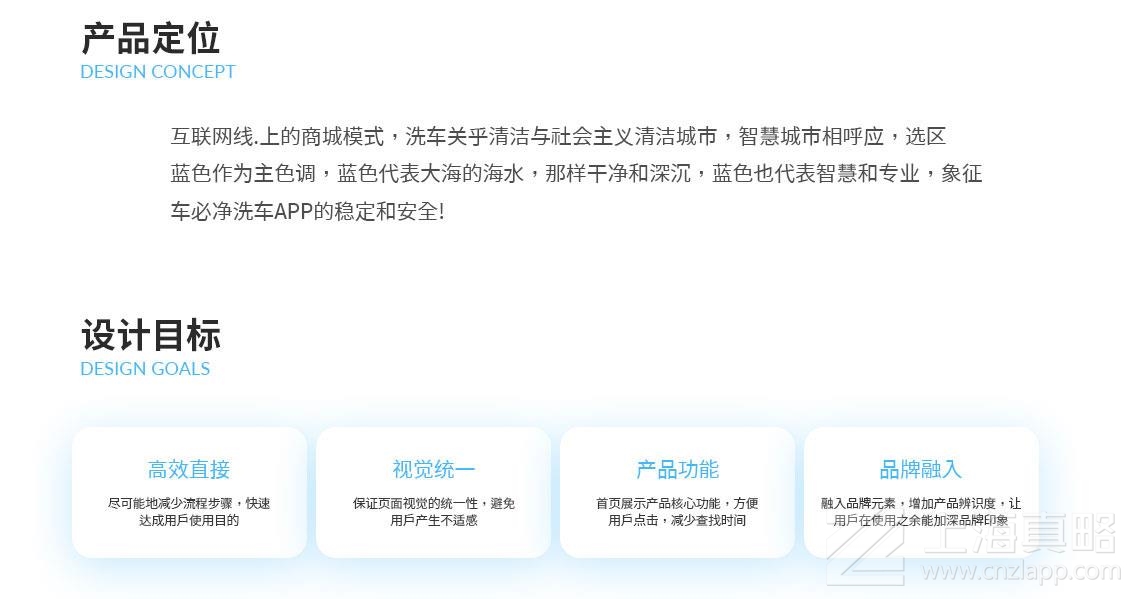 产品定位
DESIGN CONCEPT
互联网线.上的商城模式，洗车关乎清洁与社会主义清洁城市，智慧城市相呼应，选区
蓝色作为主色调，蓝色代表大海的海水，那样干净和深沉，蓝色也代表智慧和专业，象征
车必净洗车APP的稳定和安全!
设计目标
DESIGN GOALS
高效直接
尽可能地减少流程步骤，快速
达成用戶使用目的
视觉统一
保证页面视觉的统一性，避免
用戶产生不适感
产品功能
首页展示产品核心功能，方便
用戶点击，减少查找时间
品牌融入
融入品牌元素，增加产品辨识度，让
用戶在使用之余能加深品牌印象
上海真略
www.cnzlapp.com